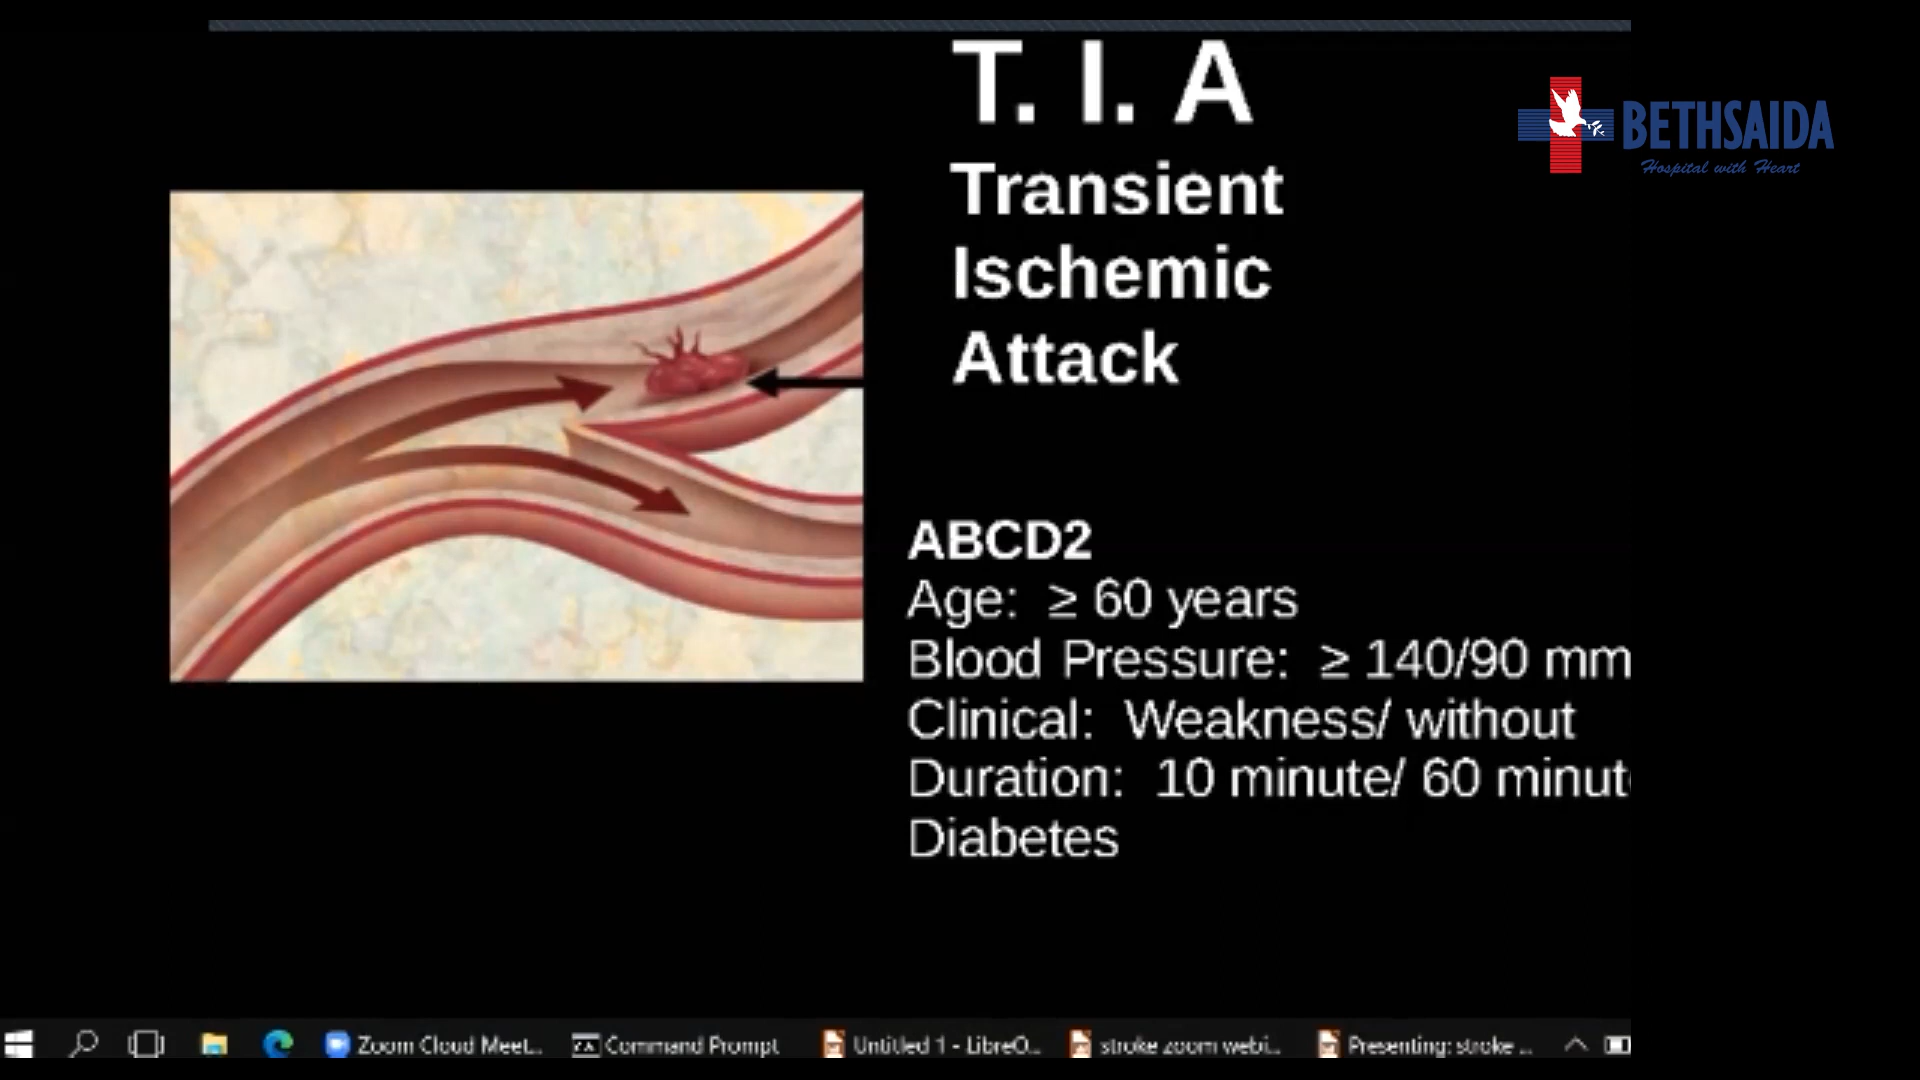 T. I. A
Transient
Ischemic
Attack
BETHSAIDA
Hospital with Heart
ABCD2
Age: ≥ 60 years
Blood Pressure: ≥ 140/90 mm
Clinical: Weakness/ without
Duration: 10 minute/ 60 minut
Diabetes
Zoom Cloud Meet...
Command Prompt
Untitled 1 - LibreO...
stroke zoom webi...
Presenting: stroke ...